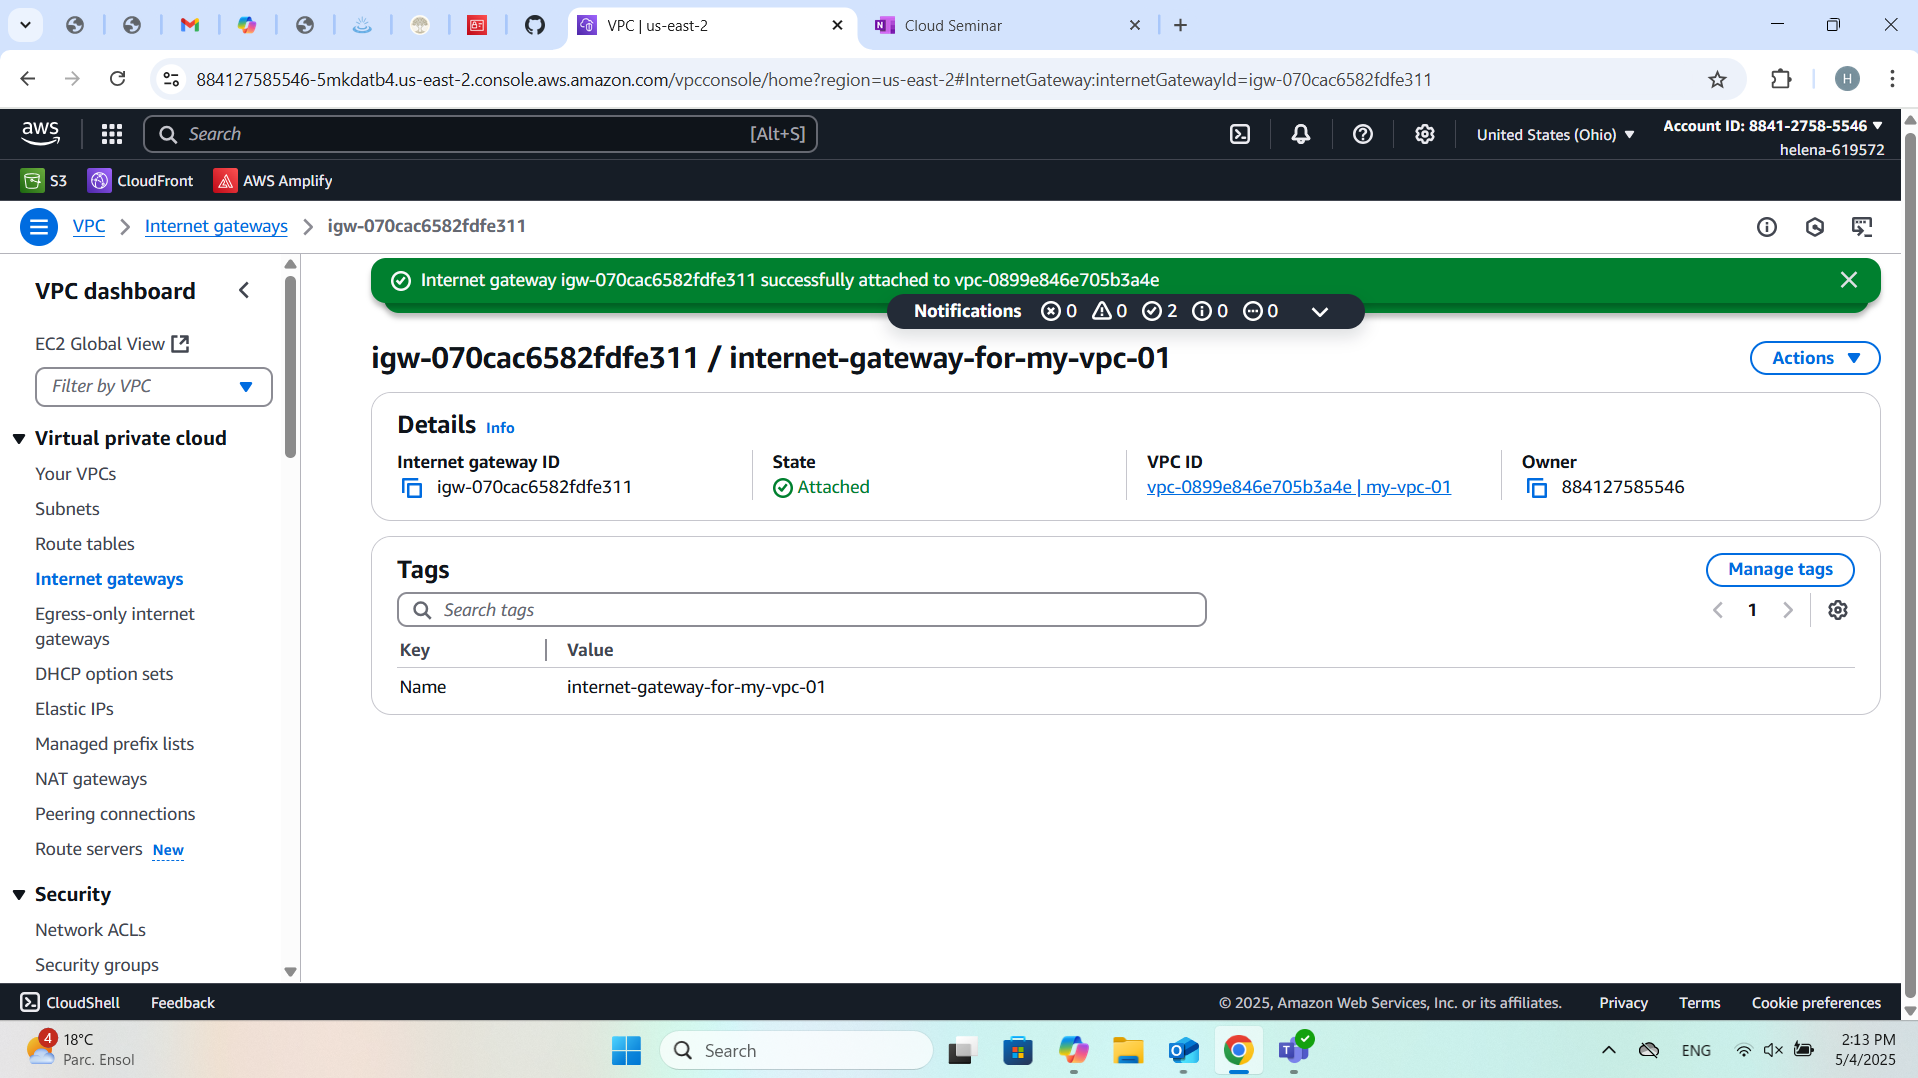 VPC | us-east-2
Cloud Seminar
884127585546-5mkdatb4.us-east-2.console.aws.amazon.com/vpcconsole/home?region=us-east-2#InternetGateway:internetGatewayId=igw-070cac6582fdfe311
H
aws
Search
[Alt+S]
United States (Ohio)
Account ID: 8841-2758-5546
helena-619572
S3
CloudFront
AWS Amplify
VPC
Internet gateways
igw-070cac6582fdfe311
VPC dashboard
EC2 Global View
Filter by VPC
Virtual private cloud
Your VPCs
Subnets
Route tables
Internet gateways
Egress-only internet
gateways
DHCP option sets
Elastic IPs
Managed prefix lists
NAT gateways
Peering connections
Route servers New
Security
Network ACLs
Security groups
Internet gateway igw-070cac6582fdfe311 successfully attached to vpc-0899e846e705b3a4e
Notifications 0 0 2 0 0
igw-070cac6582fdfe311 / internet-gateway-for-my-vpc-01
Actions
Details Info
Internet gateway ID
igw-070cac6582fdfe311
State
Attached
VPC ID
vpc-0899e846e705b3a4e | my-vpc-01
Owner
884127585546
Tags
Manage tags
Search tags
1
Key Value
Name internet-gateway-for-my-vpc-01
CloudShell
Feedback
© 2025, Amazon Web Services, Inc. or its affiliates.
Privacy
Terms
Cookie preferences
4
18°C
Parc. Ensol
Search
ENG
2:13 PM
5/4/2025